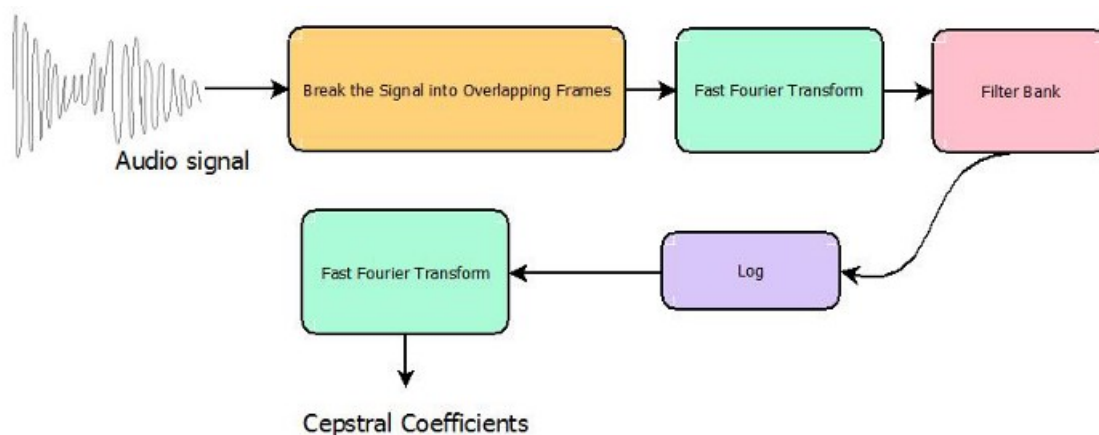 Audio signal
Break the Signal into Overlapping Frames
Fast Fourier Transform
Filter Bank
Log
Fast Fourier Transform
Cepstral Coefficients